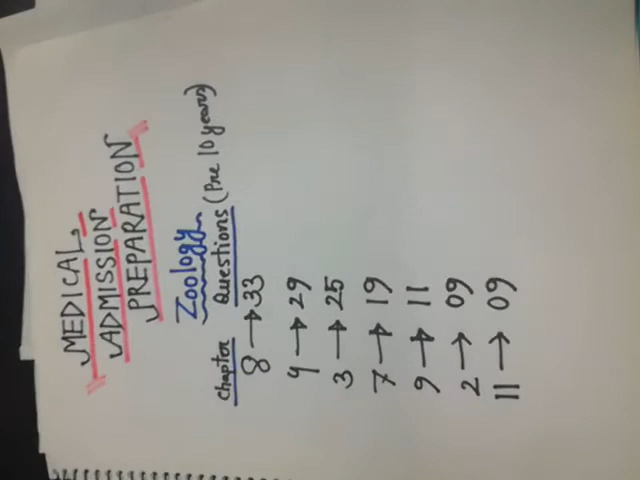 MEDICAL
ADMISSION
PREPARATION
Zoology
Chapter Questions (Pre 10 years)
8 → 33
4 → 29
3 → 25
7 → 19
9 → 11
2 → 09
11 → 09